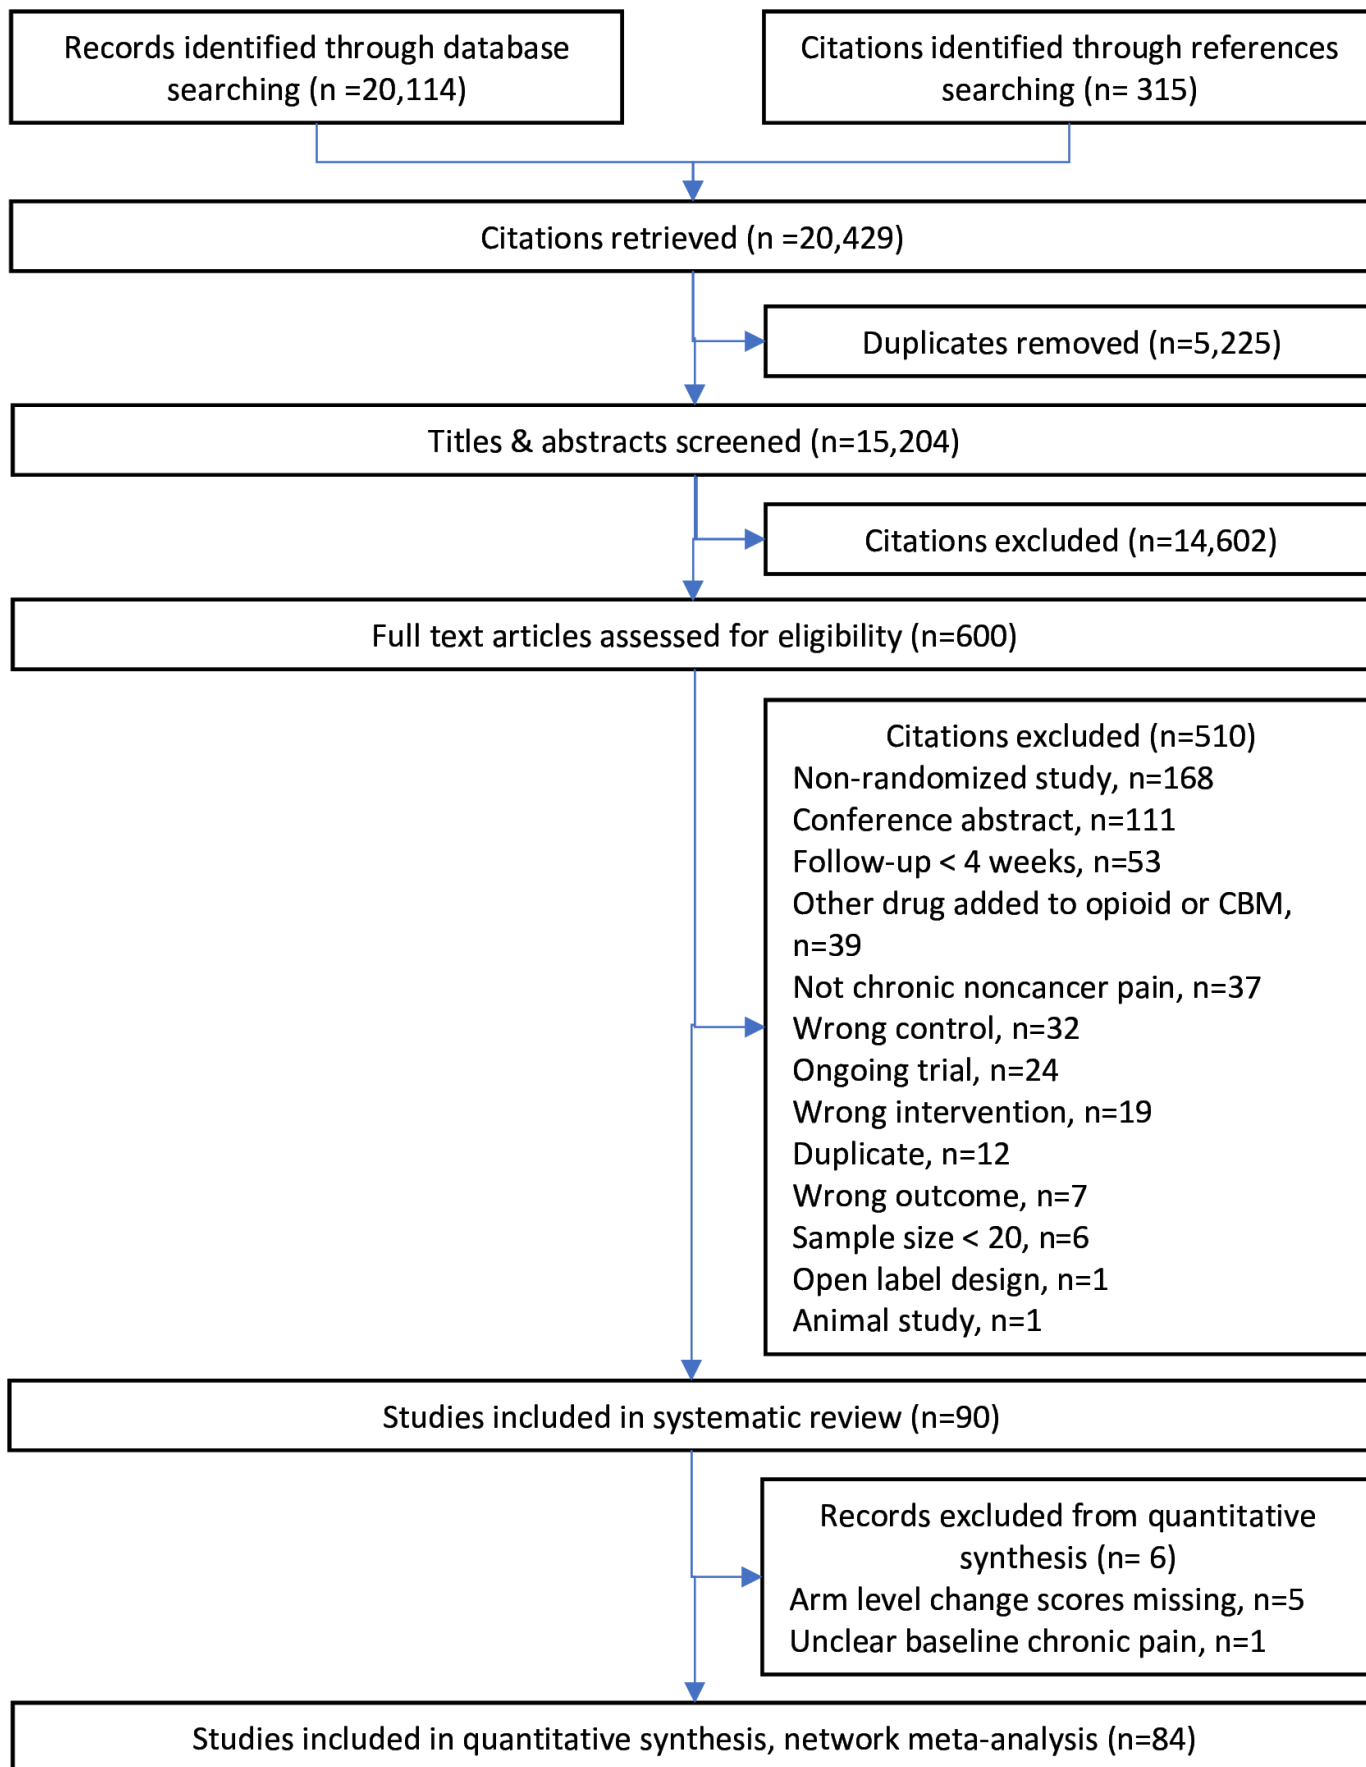 Records identified through database
searching (n =20,114)
Citations identified through references
searching (n= 315)
Citations retrieved (n =20,429)
Duplicates removed (n=5,225)
Titles & abstracts screened (n=15,204)
Citations excluded (n=14,602)
Full text articles assessed for eligibility (n=600)
Citations excluded (n=510)
Non-randomized study, n=168
Conference abstract, n=111
Follow-up < 4 weeks, n=53
Other drug added to opioid or CBM,
n=39
Not chronic noncancer pain, n=37
Wrong control, n=32
Ongoing trial, n=24
Wrong intervention, n=19
Duplicate, n=12
Wrong outcome, n=7
Sample size < 20, n=6
Open label design, n=1
Animal study, n=1
Studies included in systematic review (n=90)
Records excluded from quantitative
synthesis (n= 6)
Arm level change scores missing, n=5
Unclear baseline chronic pain, n=1
Studies included in quantitative synthesis, network meta-analysis (n=84)